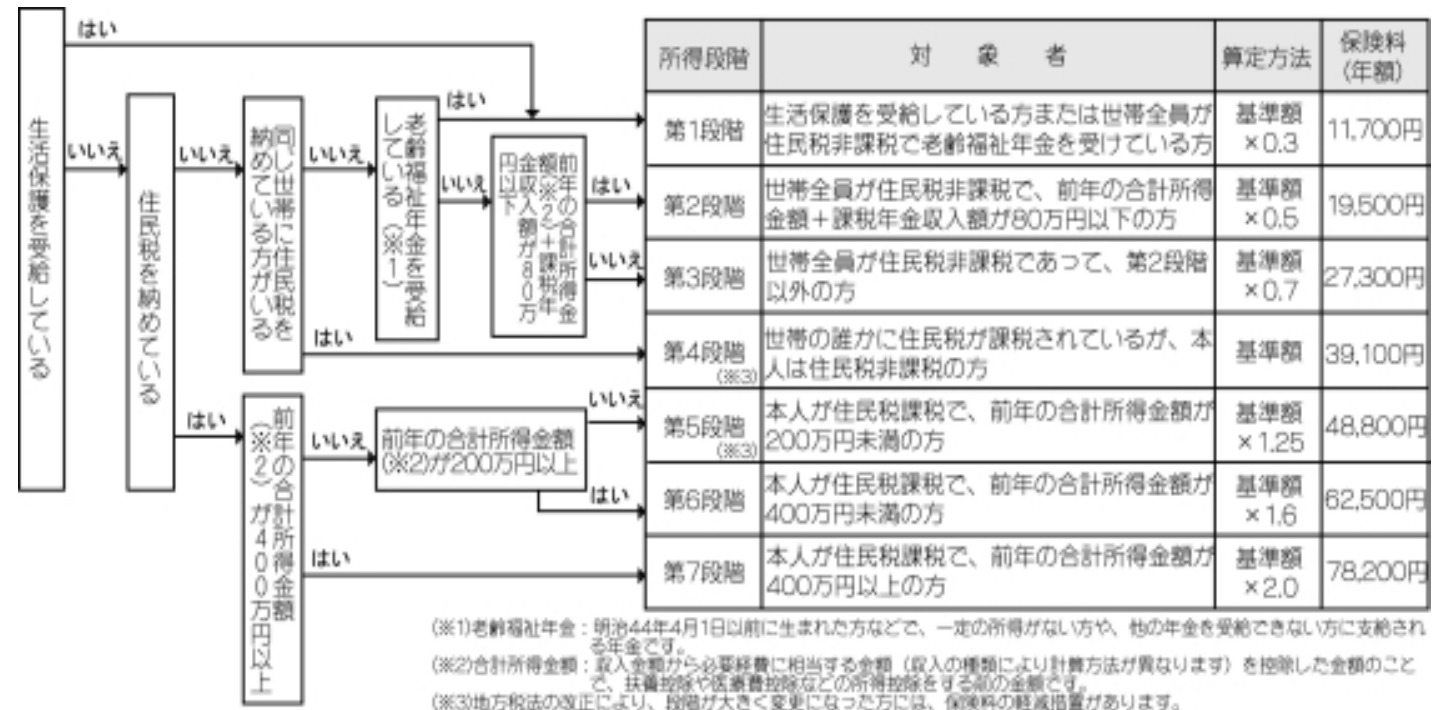 はい
生活保護を受給している
いいえ
住民税を納めている
いいえ
同じ世帯に住民税を
納めている方がいる
いいえ
老齢福祉年金を受給
している(※1)
はい
いいえ
前年の合計所得金
額(※2)+課税年
金収入額が80万
円以下
はい
いいえ
はい
はい
前年の合計所得金額
(※2)が400万円以上
いいえ
前年の合計所得金額
(※2)が200万円以上
いいえ
はい
はい
所得段階 対象者 算定方法 保険料
(年額)
第1段階 生活保護を受給している方または世帯全員が 基準額 11,700円
住民税非課税で老齢福祉年金を受けている方 ×0.3
第2段階 世帯全員が住民税非課税で、前年の合計所得 基準額 19,500円
金額+課税年金収入額が80万円以下の方 ×0.5
第3段階 世帯全員が住民税非課税であって、第2段階 基準額 27,300円
以外の方 ×0.7
第4段階 世帯の誰かに住民税が課税されているが、本 基準額 39,100円
(※3) 人は住民税非課税の方
第5段階 本人が住民税課税で、前年の合計所得金額が 基準額 48,800円
(※3) 200万円未満の方 ×1.25
第6段階 本人が住民税課税で、前年の合計所得金額が 基準額 62,500円
400万円未満の方 ×1.6
第7段階 本人が住民税課税で、前年の合計所得金額が 基準額 78,200円
400万円以上の方 ×2.0
(※1)老齢福祉年金:明治44年4月1日以前に生まれた方などで、一定の所得がない方や、他の年金を受給できない方に支給され
る年金です。
(※2)合計所得金額:収入金額から必要経費に相当する金額(収入の種類により計算方法が異なります)を控除した金額のこと
で、扶養控除や医療費控除などの所得控除をする前の金額です。
(※3)地方税法の改正により、段階が大きく変更になった方には、保険料の軽減措置があります。